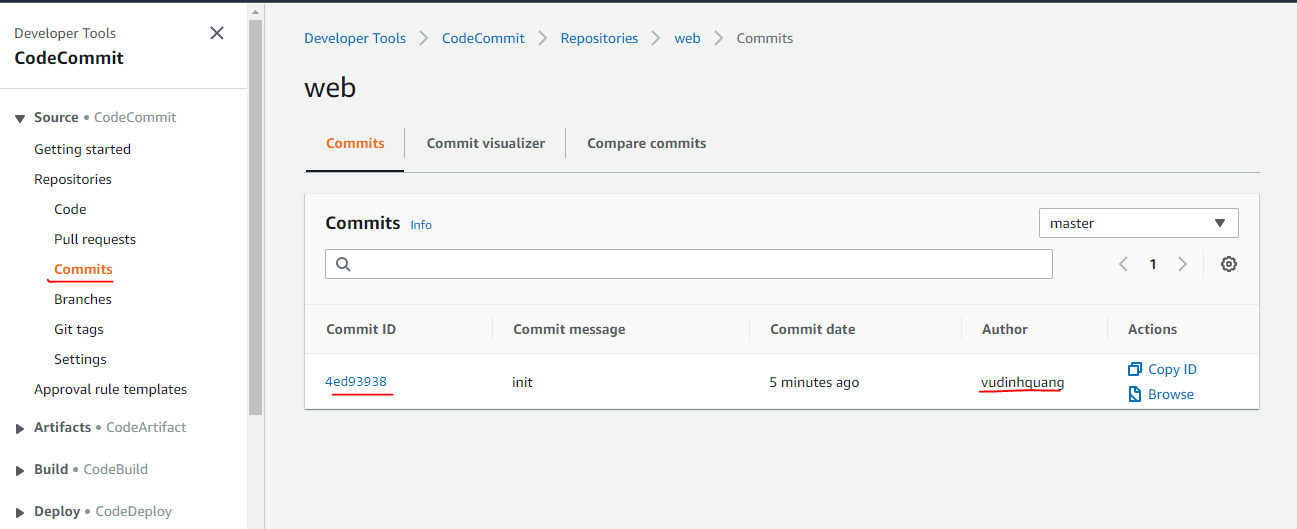 Developer Tools
CodeCommit
Source • CodeCommit
Getting started
Repositories
Code
Pull requests
Commits
Branches
Git tags
Settings
Approval rule templates
Artifacts • CodeArtifact
Build • CodeBuild
Deploy • CodeDeploy
Developer Tools > CodeCommit > Repositories > web > Commits
web
Commits Commit visualizer Compare commits
Commits Info master
1
Commit ID Commit message Commit date Author Actions
4ed93938 init 5 minutes ago vudinhquang Copy ID
Browse